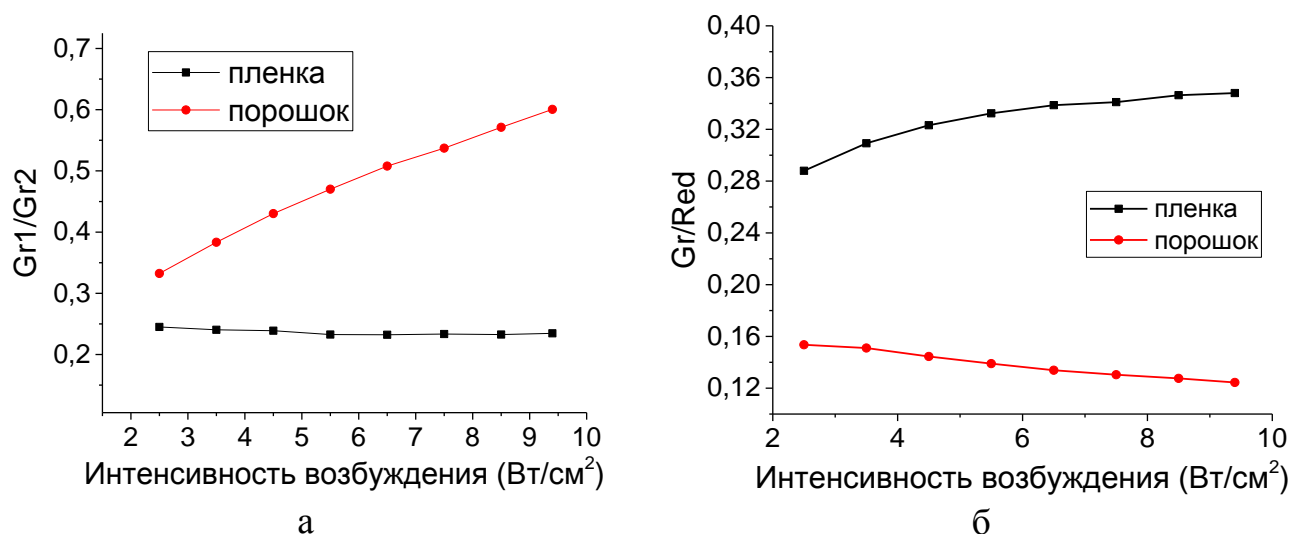 0,7
0,6
0,5
0,4
0,3
0,2
Gr1/Gr2
пленка
порошок
2 3 4 5 6 7 8 9 10
Интенсивность возбуждения (Вт/см²)
а
0,40
0,36
0,32
0,28
0,24
0,20
0,16
0,12
Gr/Red
пленка
порошок
2 4 6 8 10
Интенсивность возбуждения (Вт/см²)
б